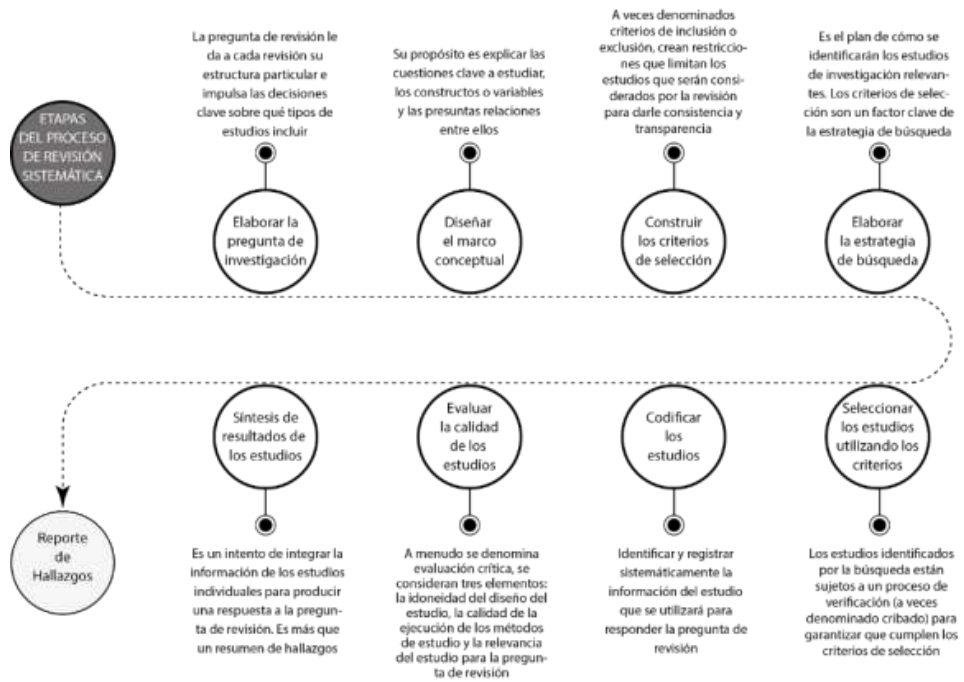 ETAPAS
DEL PROCESO
DE REVISIÓN
SISTEMÁTICA
La pregunta de revisión le
da a cada revisión su
estructura particular e
impulsa las decisiones
clave sobre qué tipos de
estudios incluir
Elaborar la
pregunta de
investigación
Su propósito es explicar las
cuestiones clave a estudiar,
los constructos o variables
y las presuntas relaciones
entre ellos
Diseñar
el marco
conceptual
A veces denominados
criterios de inclusión o
exclusión, crean restriccio-
nes que limitan los
estudios que serán consi-
derados por la revisión
para darle consistencia y
transparencia
Construir
los criterios
de selección
Es el plan de cómo se
identificarán los estudios
de investigación relevan-
tes. Los criterios de selec-
ción son un factor clave de
la estrategia de búsqueda
Elaborar
la estrategia
de búsqueda
Seleccionar
los estudios
utilizando los
criterios
Los estudios identificados
por la búsqueda están
sujetos a un proceso de
verificación (a veces
denominado cribado) para
garantizar que cumplen los
criterios de selección
Codificar
los
estudios
Identificar y registrar
sistemáticamente la
información del estudio
que se utilizará para
responder la pregunta de
revisión
Evaluar
la calidad
de los
estudios
A menudo se denomina
evaluación crítica, se
consideran tres elementos:
la idoneidad del diseño del
estudio, la calidad de la
ejecución de los métodos
de estudio y la relevancia
del estudio para la pregun-
ta de revisión
Síntesis de
resultados de
los estudios
Es un intento de integrar la
información de los estudios
individuales para producir
una respuesta a la pregun-
ta de revisión. Es más que
un resumen de hallazgos
Reporte
de
Hallazgos